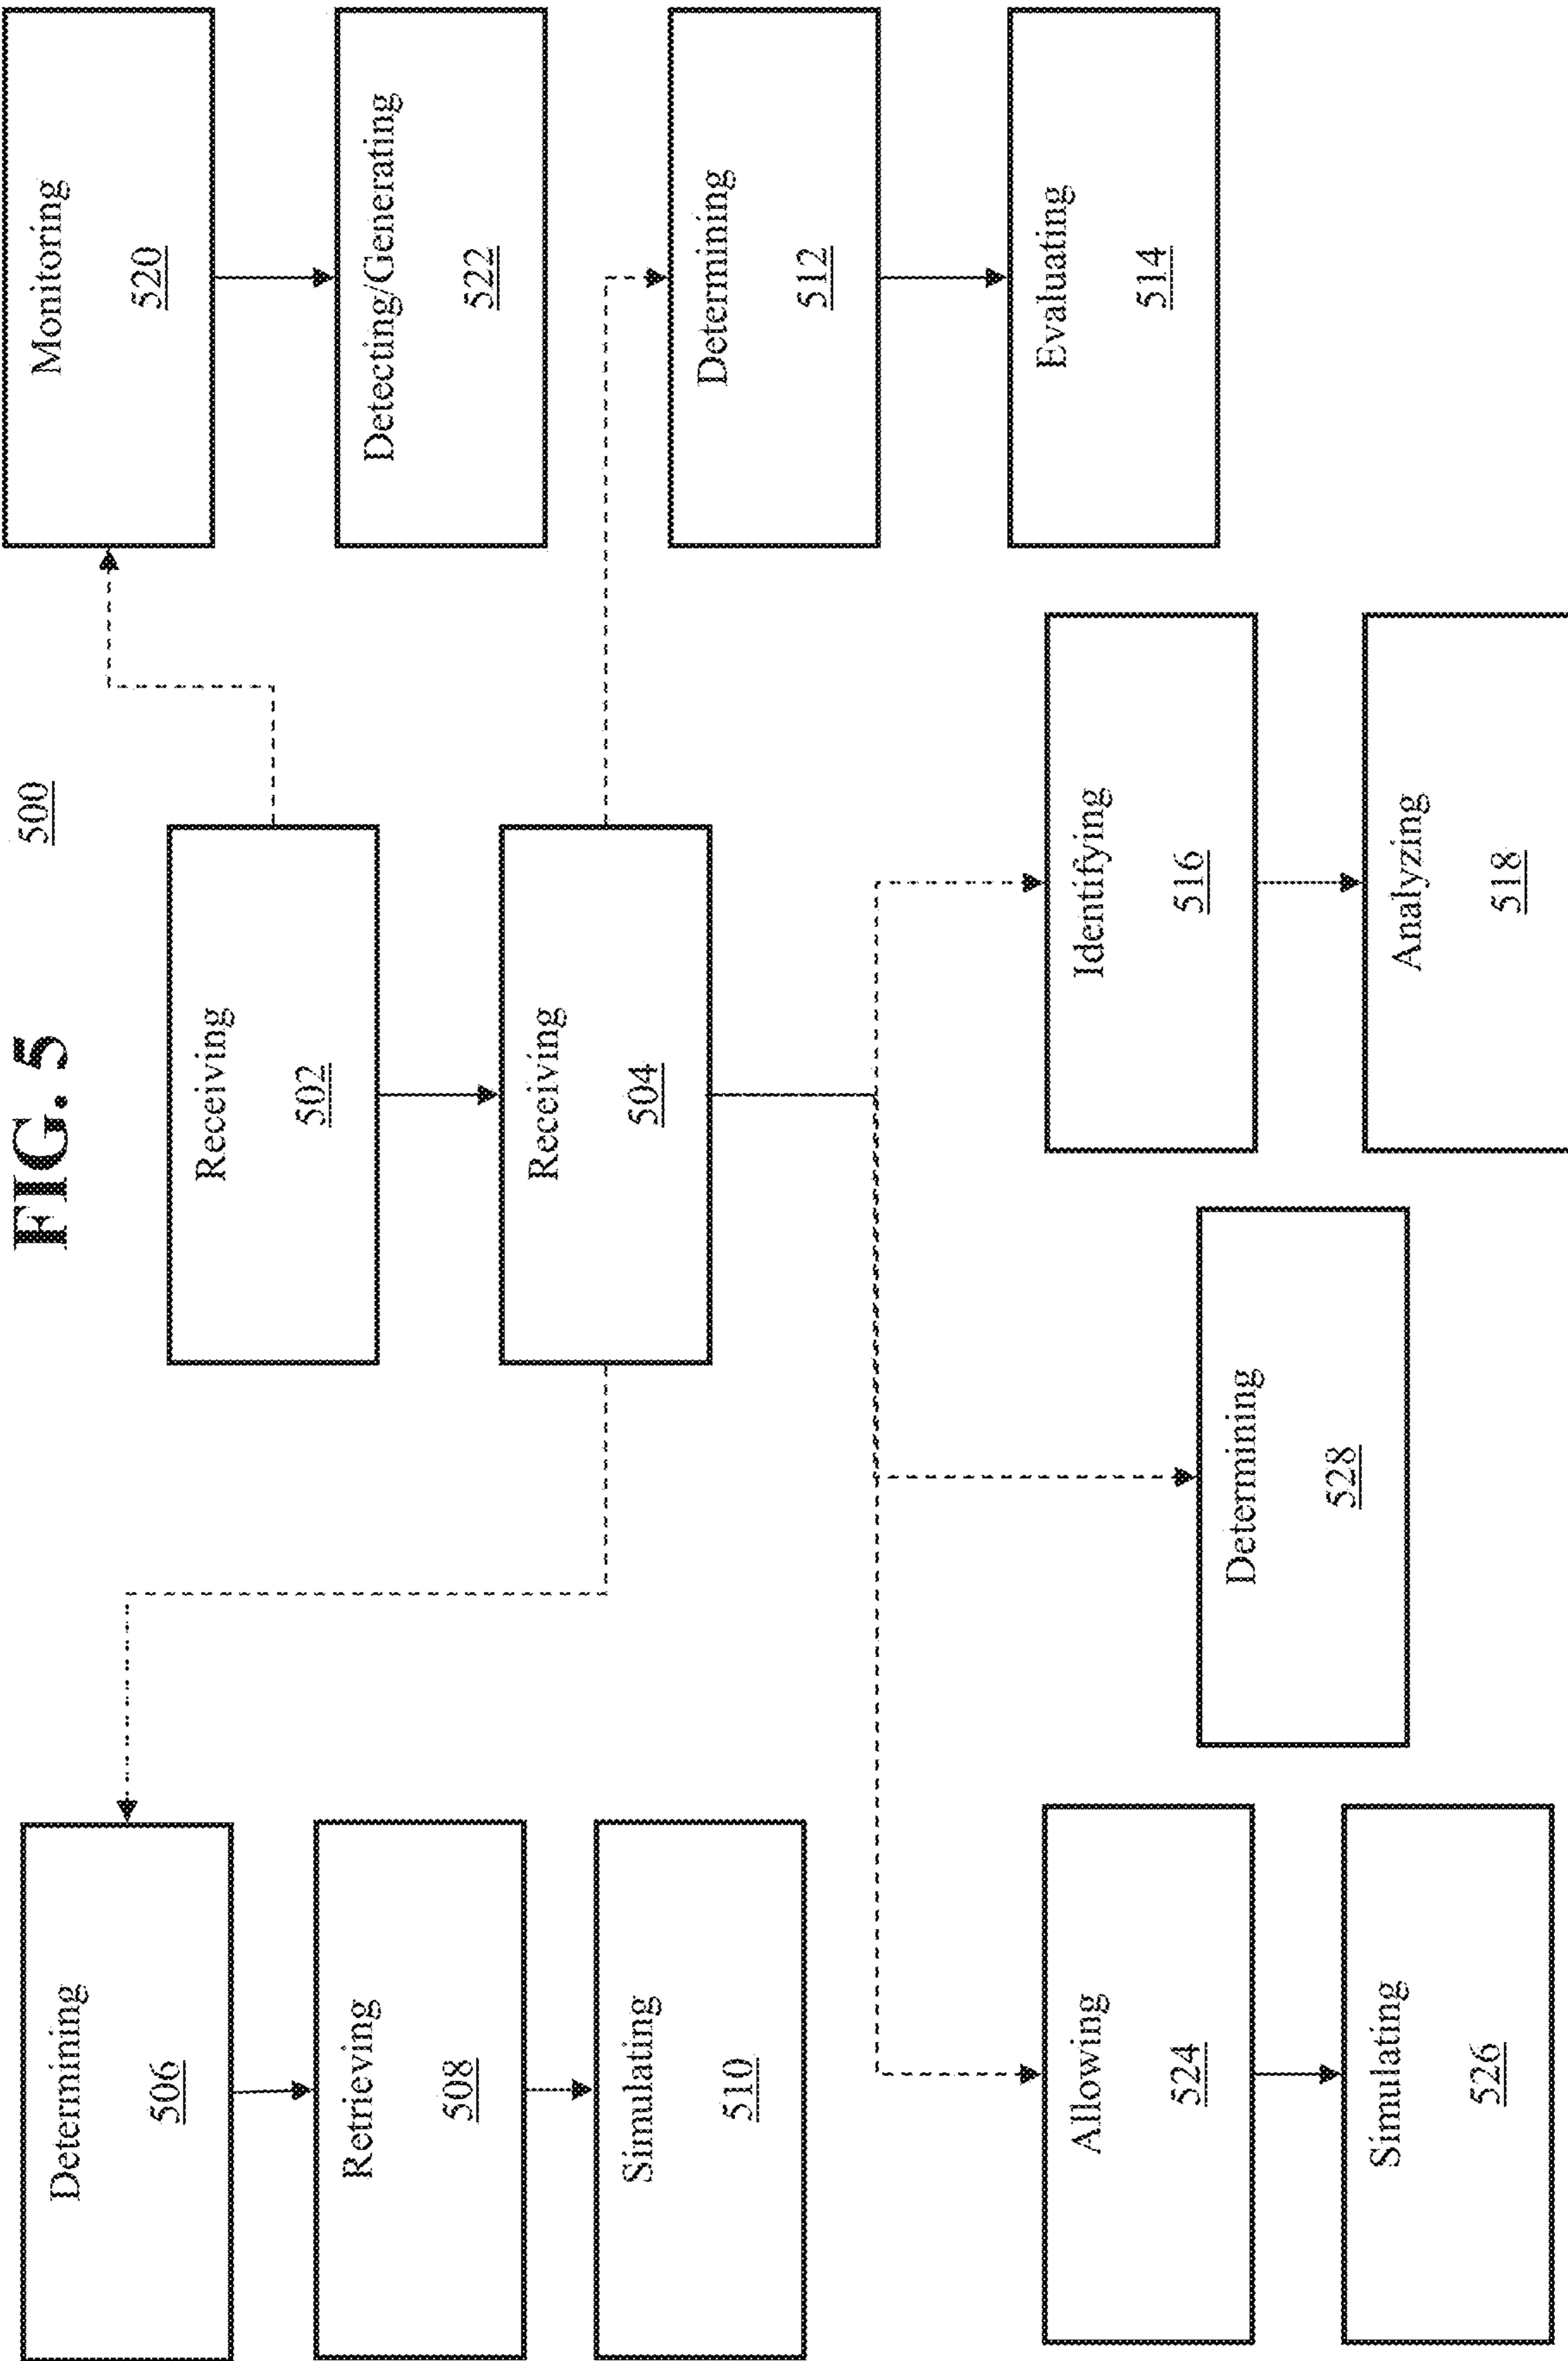 FIG. 5
500
Determining
506
Retrieving
508
Simulating
510
Receiving
502
Receiving
504
Monitoring
520
Detecting/Generating
522
Determining
512
Evaluating
514
Allowing
524
Simulating
526
Determining
528
Identifying
516
Analyzing
518